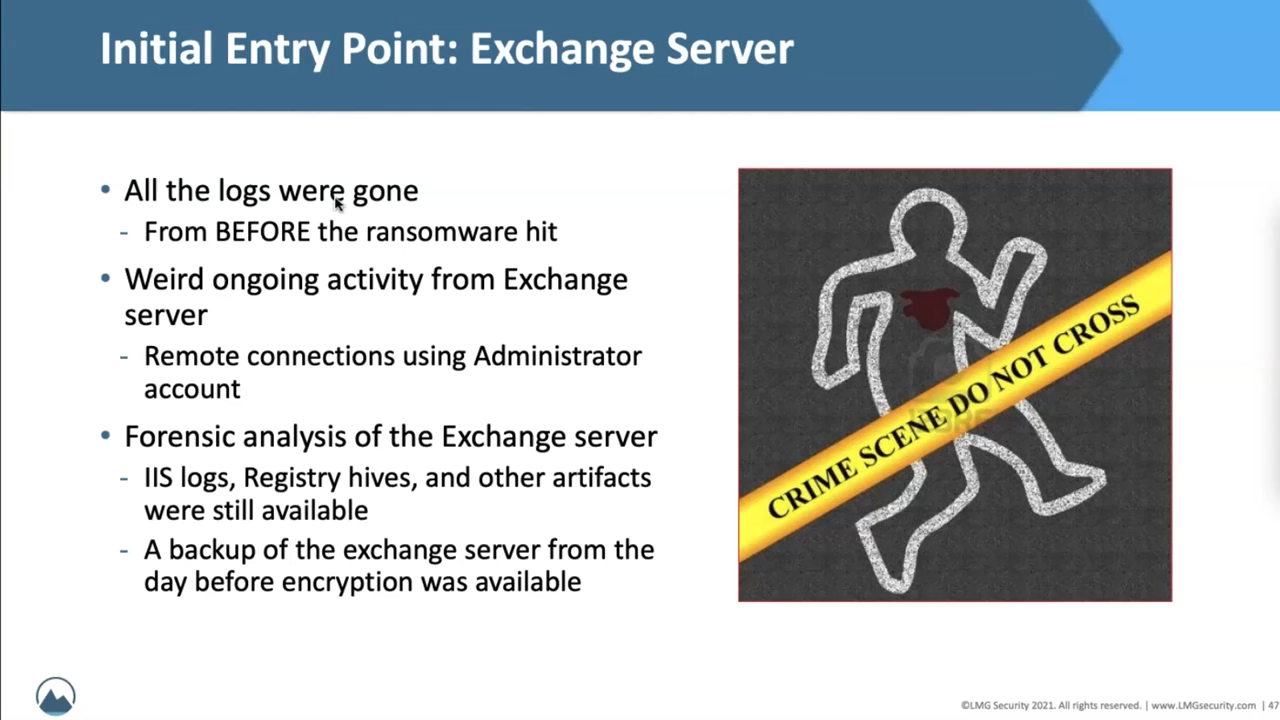 Initial Entry Point: Exchange Server
• All the logs were gone
- From BEFORE the ransomware hit
• Weird ongoing activity from Exchange
server
- Remote connections using Administrator
account
• Forensic analysis of the Exchange server
- IIS logs, Registry hives, and other artifacts
were still available
- A backup of the exchange server from the
day before encryption was available
CRIME SCENE DO NOT CROSS
©LMG Security 2021. All rights reserved. | www.LMGsecurity.com | 47